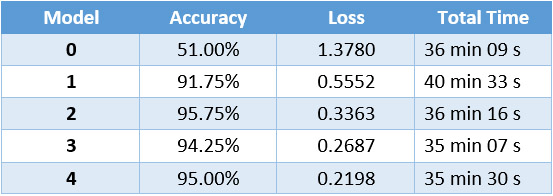 Model Accuracy Loss Total Time
0 51.00% 1.3780 36 min 09 s
1 91.75% 0.5552 40 min 33 s
2 95.75% 0.3363 36 min 16 s
3 94.25% 0.2687 35 min 07 s
4 95.00% 0.2198 35 min 30 s